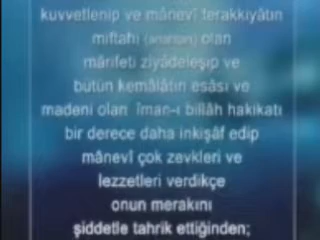 kuvvetlenip ve mânevî terakkiyâtın
miftahı (anahtarı) olan
mârifeti ziyâdeleşip ve
bütün kemâlâtın esâsı ve
madeni olan îman-ı billâh hakikatı
bir derece daha inkişâf edip
mânevî çok zevkleri ve
lezzetleri verdikçe
onun merakını
şiddetle tahrik ettiğinden;